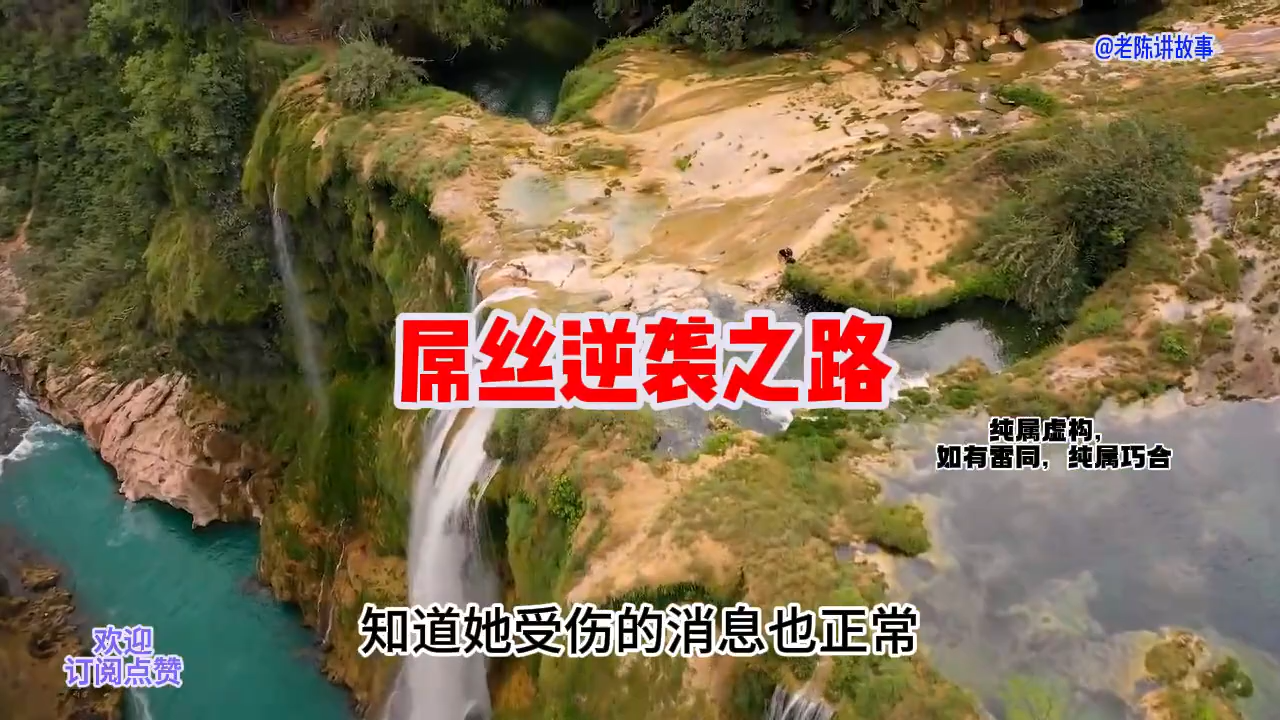 @老陈讲故事
屌丝逆袭之路
纯属虚构，
如有雷同，纯属巧合
知道她受伤的消息也正常
欢迎
订阅点赞